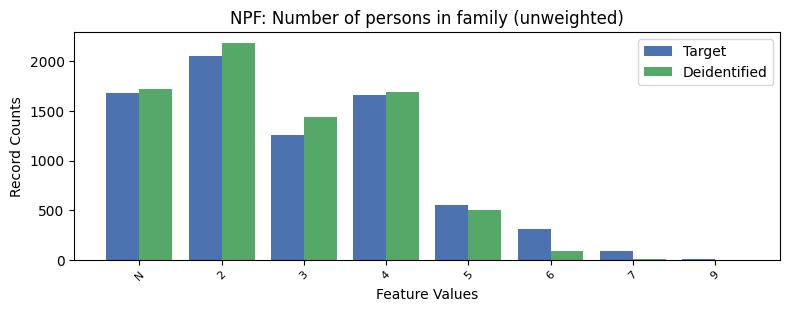 NPF: Number of persons in family (unweighted)
Target
Deidentified
Record Counts
2000
1500
1000
500
0
N 2 3 4 5 6 7 9
Feature Values